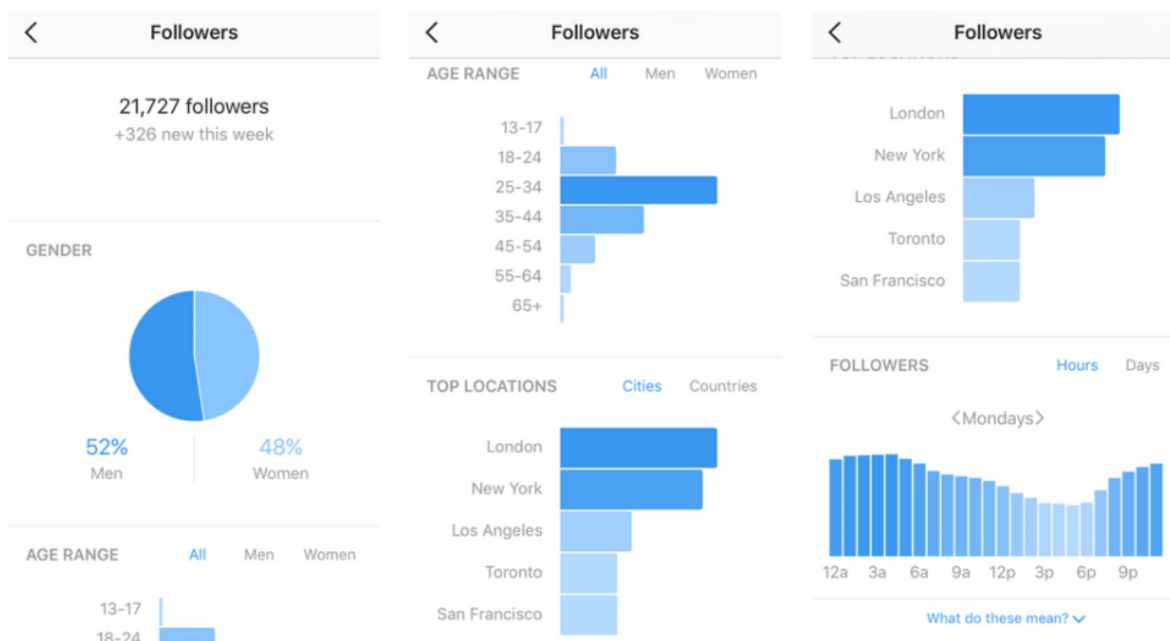 Followers
21,727 followers
+326 new this week
GENDER
52%
Men
48%
Women
AGE RANGE All Men Women
13-17
18-24
Followers
AGE RANGE All Men Women
13-17
18-24
25-34
35-44
45-54
55-64
65+
TOP LOCATIONS Cities Countries
London
New York
Los Angeles
Toronto
San Francisco
Followers
London
New York
Los Angeles
Toronto
San Francisco
FOLLOWERS Hours Days
<Mondays>
12a 3a 6a 9a 12p 3p 6p 9p
What do these mean?